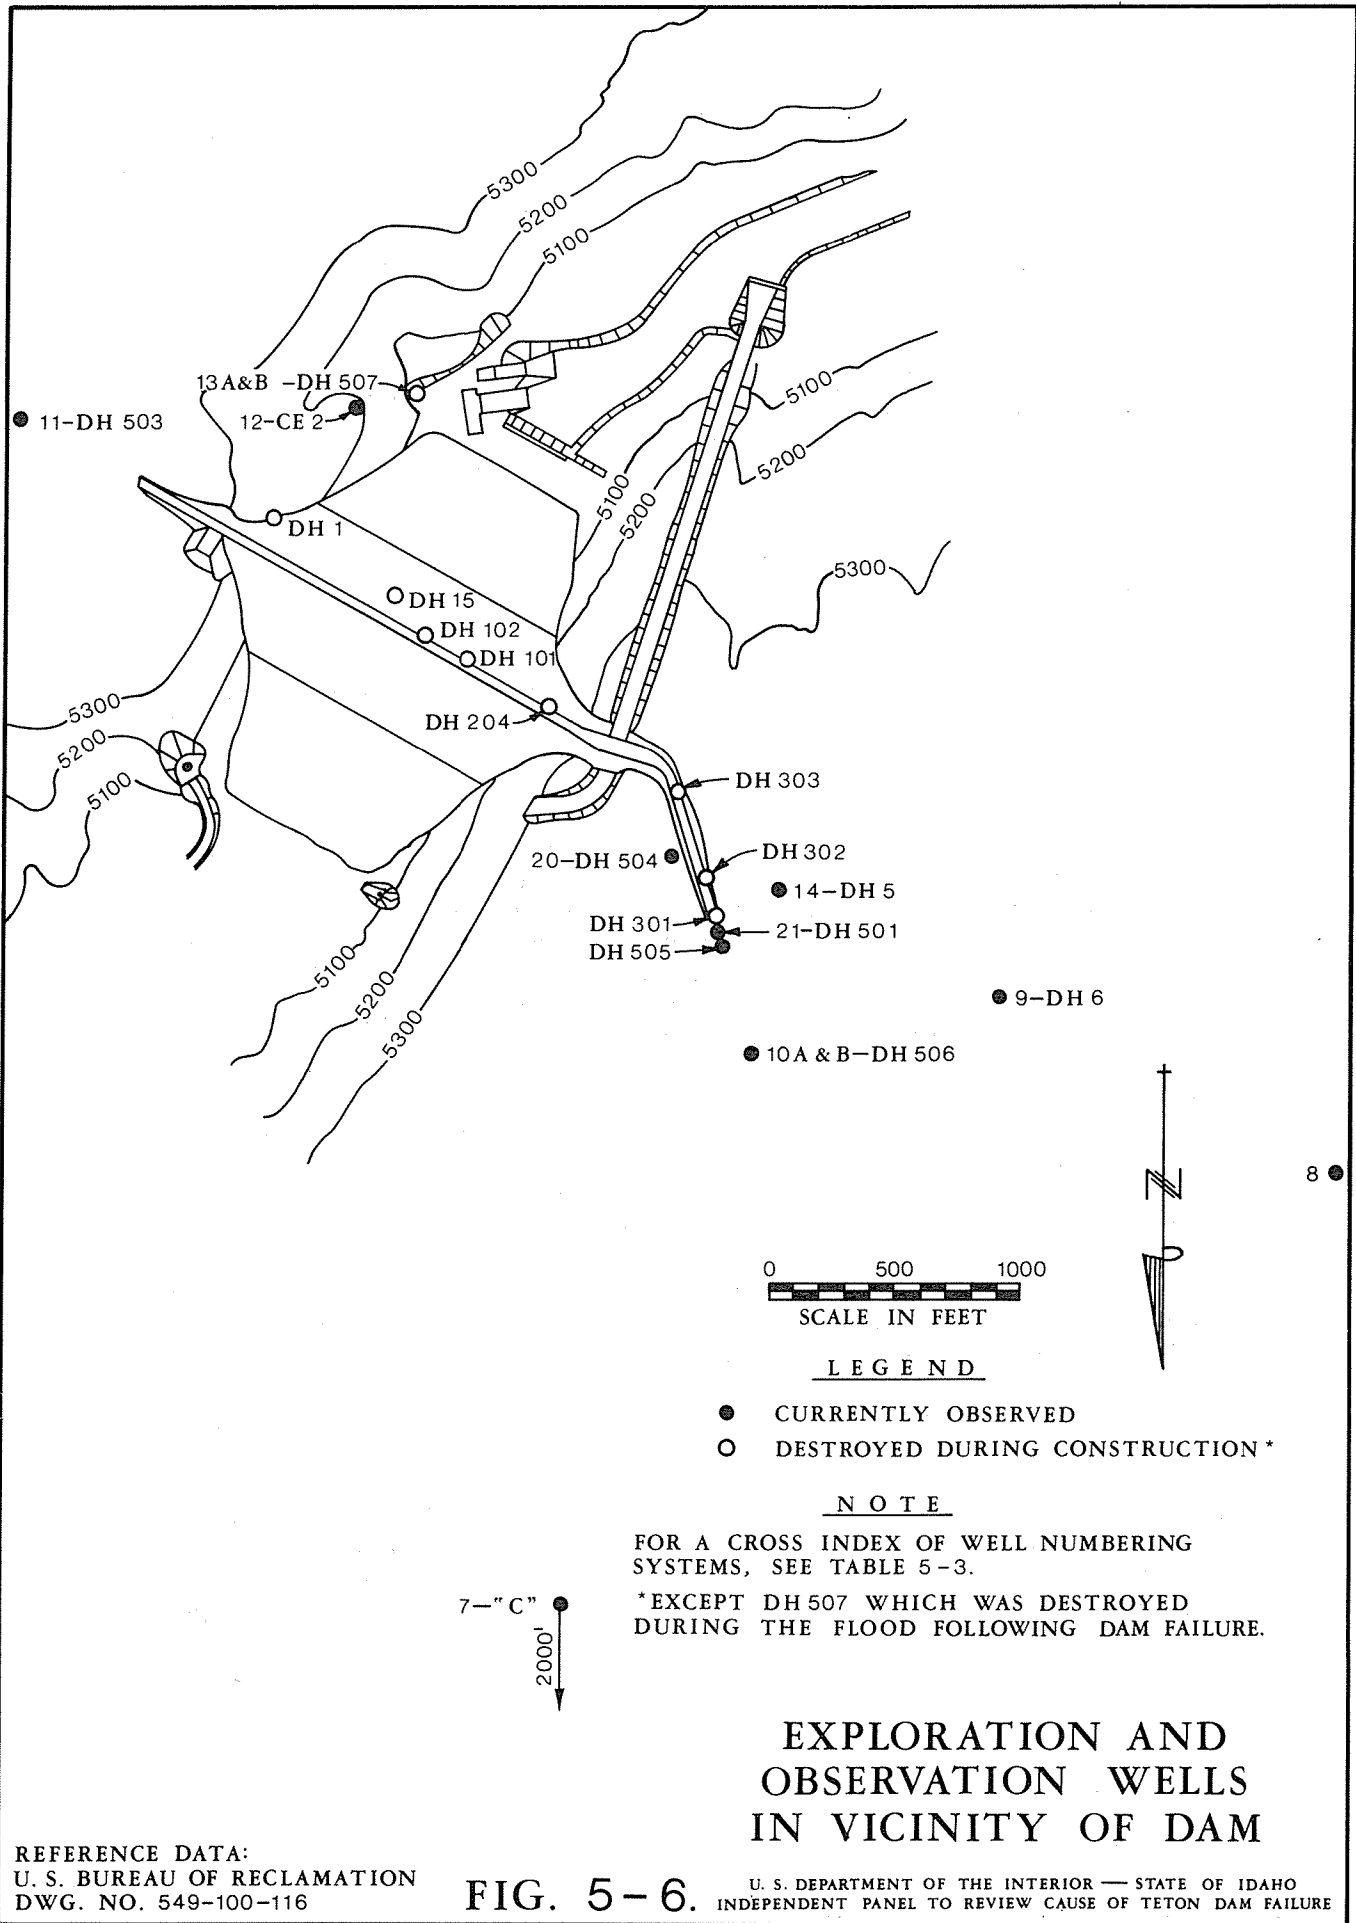 5300
5200
5100
13A&B –DH 507
12–CE 2
11–DH 503
5100
5200
5100
5200
DH 1
5300
DH 15
DH 102
DH 101
5300
DH 204
5200
5100
DH 303
DH 302
20–DH 504
14–DH 5
DH 301
21–DH 501
DH 505
5100
5200
5300
9–DH 6
10A & B–DH 506
N
8
0 500 1000
SCALE IN FEET
LEGEND
CURRENTLY OBSERVED
DESTROYED DURING CONSTRUCTION *
NOTE
FOR A CROSS INDEX OF WELL NUMBERING
SYSTEMS, SEE TABLE 5–3.
*EXCEPT DH 507 WHICH WAS DESTROYED
DURING THE FLOOD FOLLOWING DAM FAILURE.
7–"C"
2000'
EXPLORATION AND
OBSERVATION WELLS
IN VICINITY OF DAM
REFERENCE DATA:
U. S. BUREAU OF RECLAMATION
DWG. NO. 549–100–116
FIG. 5–6.
U. S. DEPARTMENT OF THE INTERIOR — STATE OF IDAHO
INDEPENDENT PANEL TO REVIEW CAUSE OF TETON DAM FAILURE